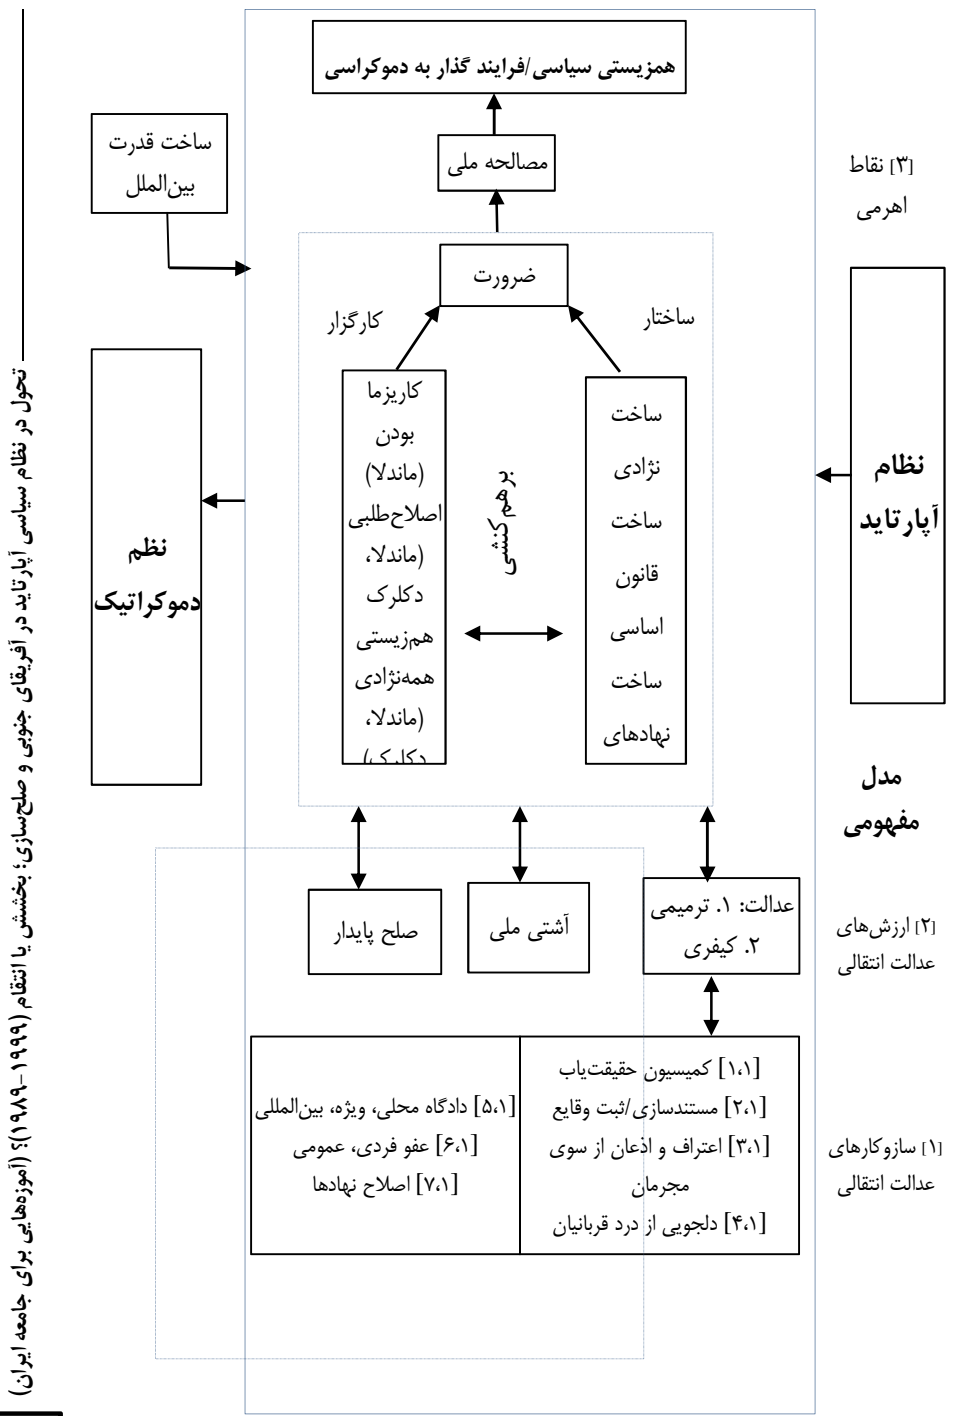 همزیستی سیاسی/فرایند گذار به دموکراسی
مصالحه ملی
ساخت قدرت
بین‌الملل
[۳] نقاط
اهرمی
ضرورت
ساختار
کارگزار
نظام
آپارتاید
ساخت
نژادی
ساخت
قانون
اساسی
ساخت
نهادهای
برهم‌کنشی
کاریزما
بودن
(ماندلا)
اصلاح‌طلبی
(ماندلا،
دکلرک
هم‌زیستی
همه‌نژادی
(ماندلا،
دکلرک)
نظم
دموکراتیک
مدل
مفهومی
[۲] ارزش‌های
عدالت انتقالی
عدالت: ۱. ترمیمی
۲. کیفری
آشتی ملی
صلح پایدار
[۱] سازوکارهای
عدالت انتقالی
[۱،۱] کمیسیون حقیقت‌یاب
[۲،۱] مستندسازی/ثبت وقایع
[۳،۱] اعتراف و اذعان از سوی
مجرمان
[۴،۱] دلجویی از درد قربانیان
[۵،۱] دادگاه محلی، ویژه، بین‌المللی
[۶،۱] عفو فردی، عمومی
[۷،۱] اصلاح نهادها
تحول در نظام سیاسی آپارتاید در آفریقای جنوبی و صلح‌سازی؛ بخشش یا انتقام (۱۹۹۹-۱۹۸۹)؟ (آموزه‌هایی برای جامعه ایران)